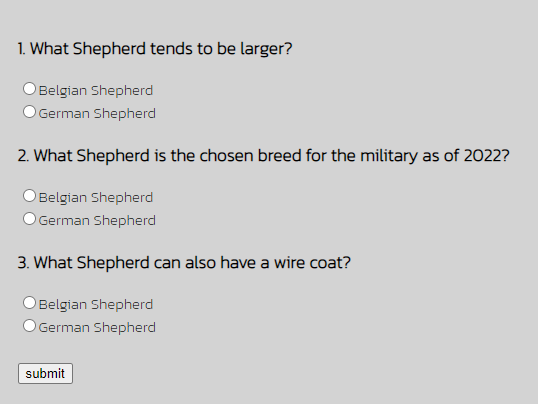 1. What Shepherd tends to be larger?
Belgian Shepherd
German Shepherd
2. What Shepherd is the chosen breed for the military as of 2022?
Belgian Shepherd
German Shepherd
3. What Shepherd can also have a wire coat?
Belgian Shepherd
German Shepherd
submit